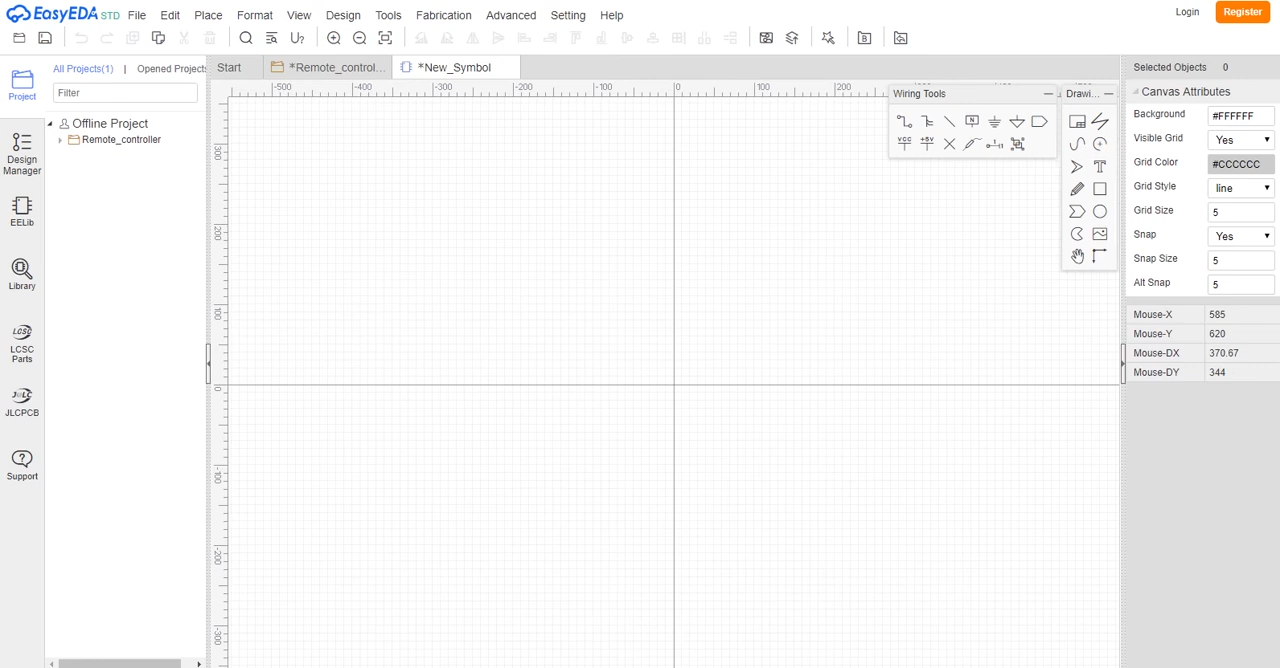 EasyEDA STD File Edit Place Format View Design Tools Fabrication Advanced Setting Help Login Register
Project
Design
Manager
EELib
Library
LCSC
LCSC
Parts
JLC
JLCPCB
Support
All Projects(1) | Opened Projects
Filter
Offline Project
Remote_controller
Start *Remote_control... *New_Symbol
-500 -400 -300 -200 -100 0 100 200
300
200
100
0
-100
-200
-300
Wiring Tools
N
VCC +5V
Drawi...
T
Selected Objects 0
Canvas Attributes
Background #FFFFFF
Visible Grid Yes
Grid Color #CCCCCC
Grid Style line
Grid Size 5
Snap Yes
Snap Size 5
Alt Snap 5
Mouse-X 585
Mouse-Y 620
Mouse-DX 370.67
Mouse-DY 344